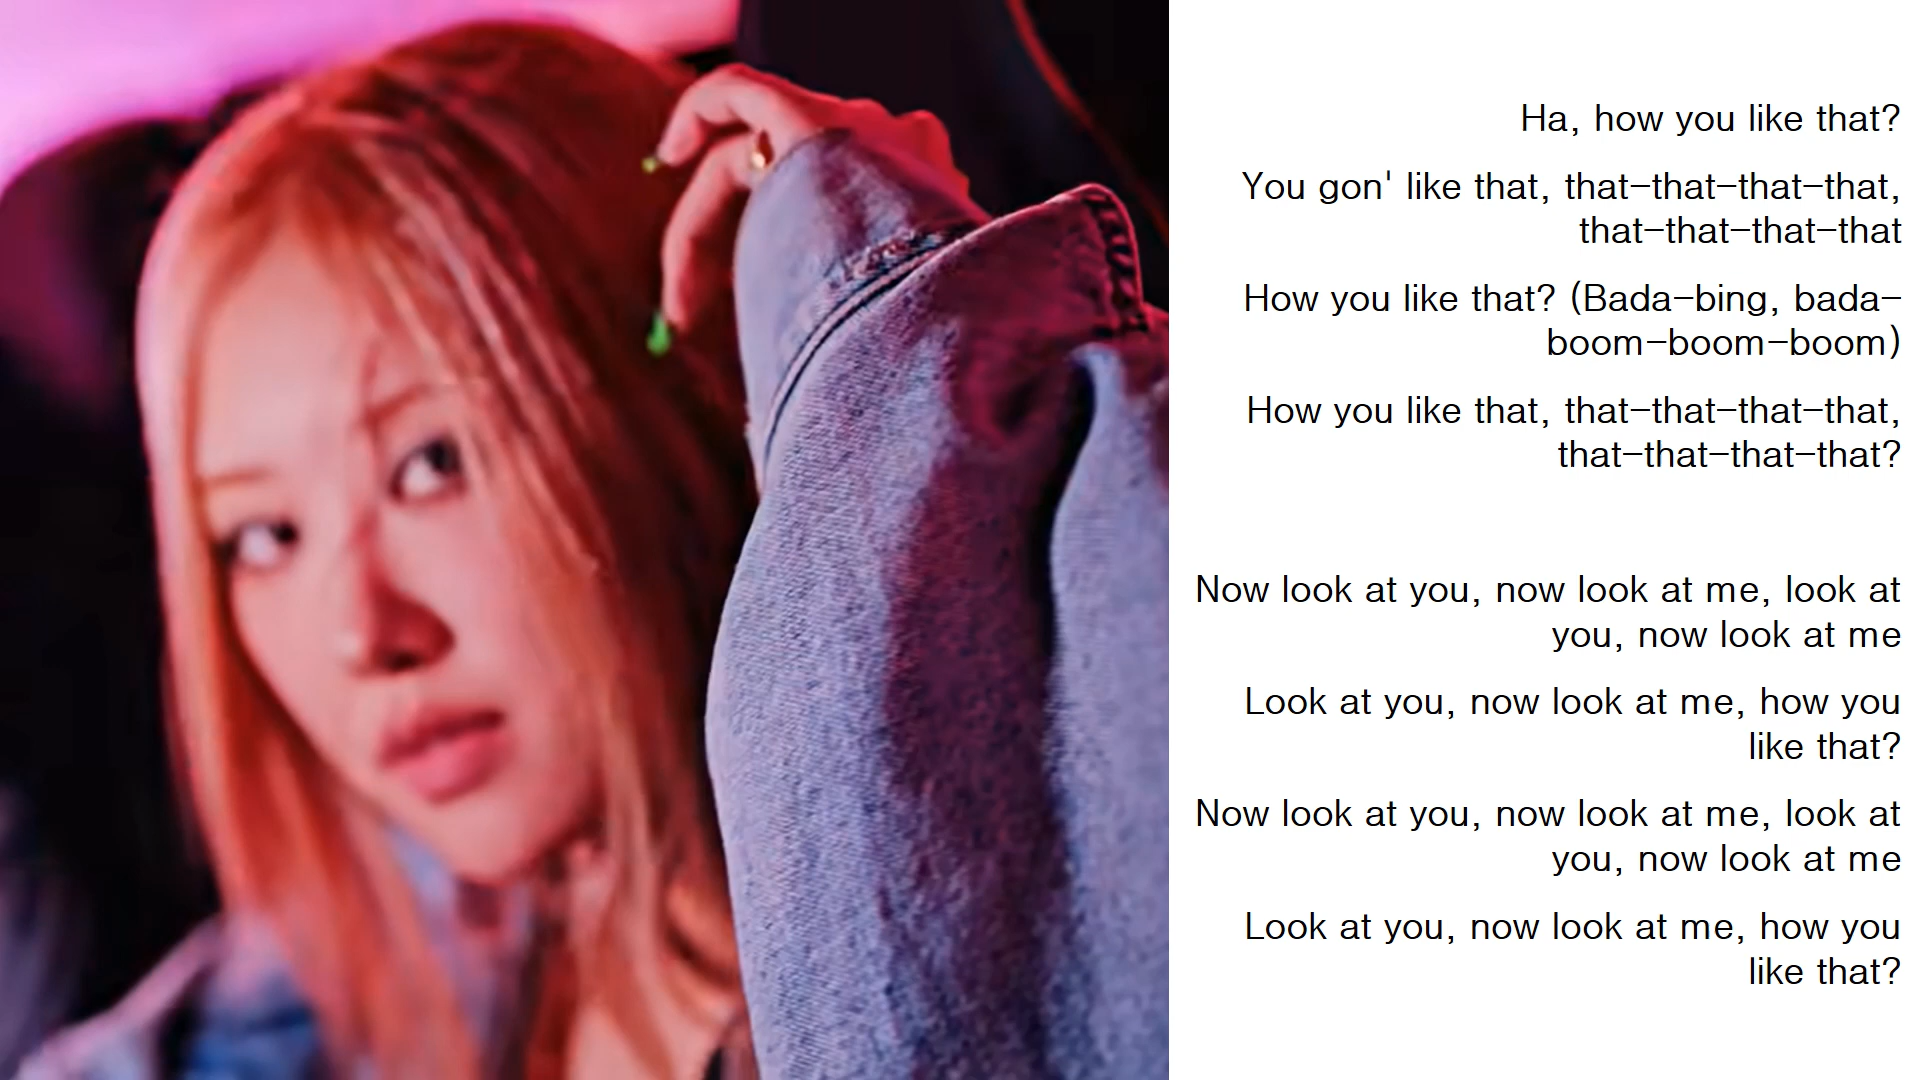 Ha, how you like that?
You gon' like that, that-that-that-that,
that-that-that-that
How you like that? (Bada-bing, bada-
boom-boom-boom)
How you like that, that-that-that-that,
that-that-that-that?
Now look at you, now look at me, look at
you, now look at me
Look at you, now look at me, how you
like that?
Now look at you, now look at me, look at
you, now look at me
Look at you, now look at me, how you
like that?